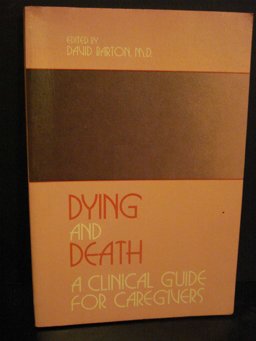 EDITED BY
DAVID BARTON, M.D.
DYING
AND
DEATH
A CLINICAL GUIDE
FOR CAREGIVERS